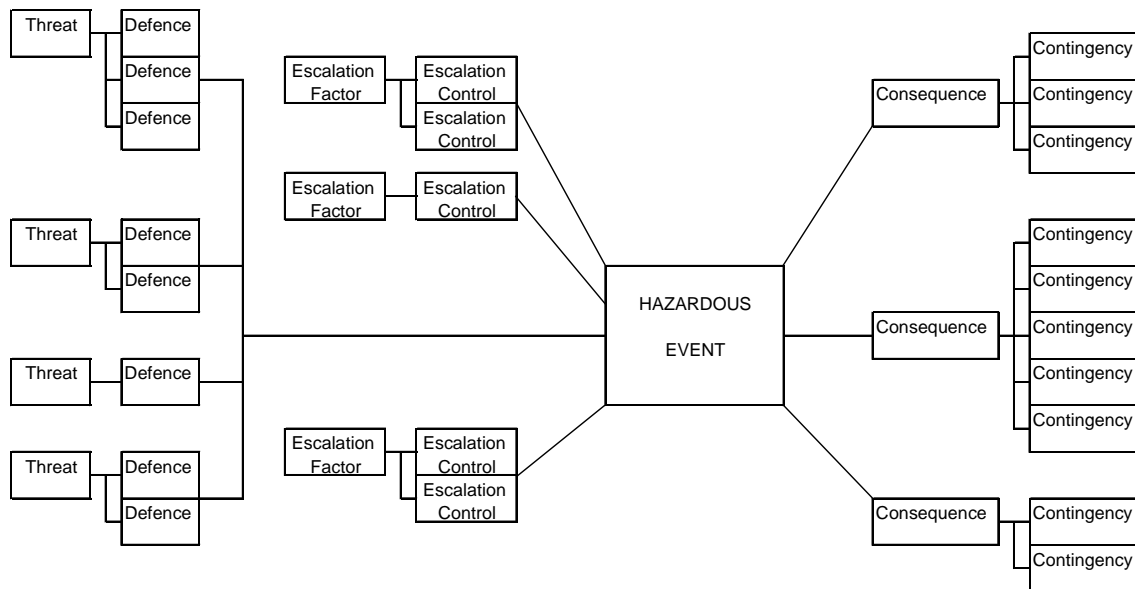 Threat
Defence
Defence
Defence
Threat
Defence
Defence
Threat
Defence
Threat
Defence
Defence
Escalation
Factor
Escalation
Control
Escalation
Control
Escalation
Factor
Escalation
Control
Escalation
Factor
Escalation
Control
Escalation
Control
HAZARDOUS
EVENT
Consequence
Contingency
Contingency
Contingency
Consequence
Contingency
Contingency
Contingency
Contingency
Contingency
Consequence
Contingency
Contingency